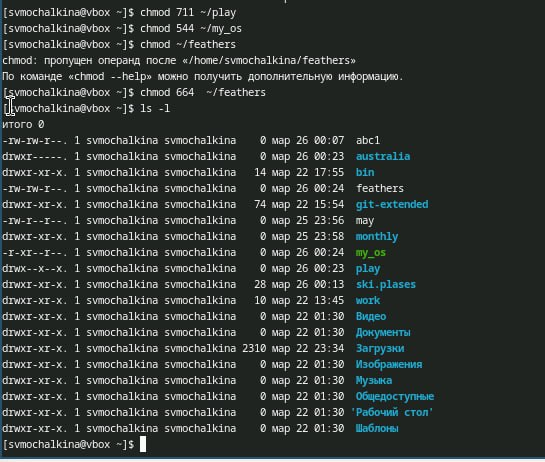 [svmochalkina@vbox ~]$ chmod 711 ~/play
[svmochalkina@vbox ~]$ chmod 544 ~/my_os
[svmochalkina@vbox ~]$ chmod ~/feathers
chmod: пропущен операнд после «/home/svmochalkina/feathers»
По команде «chmod --help» можно получить дополнительную информацию.
[svmochalkina@vbox ~]$ chmod 664  ~/feathers
[svmochalkina@vbox ~]$ ls -l
итого 0
-rw-rw-r--. 1 svmochalkina svmochalkina    0 мар 26 00:07  abc1
drwxr-----. 1 svmochalkina svmochalkina    0 мар 26 00:23  australia
drwxr-xr-x. 1 svmochalkina svmochalkina   14 мар 22 17:55  bin
-rw-rw-r--. 1 svmochalkina svmochalkina    0 мар 26 00:24  feathers
drwxr-xr-x. 1 svmochalkina svmochalkina   74 мар 22 15:54  git-extended
-rw-r--r--. 1 svmochalkina svmochalkina    0 мар 25 23:56  may
drwxr-xr-x. 1 svmochalkina svmochalkina    0 мар 25 23:58  monthly
-r-xr--r--. 1 svmochalkina svmochalkina    0 мар 26 00:24  my_os
drwx--x--x. 1 svmochalkina svmochalkina    0 мар 26 00:23  play
drwxr-xr-x. 1 svmochalkina svmochalkina   28 мар 26 00:13  ski.plases
drwxr-xr-x. 1 svmochalkina svmochalkina   10 мар 22 13:45  work
drwxr-xr-x. 1 svmochalkina svmochalkina    0 мар 22 01:30  Видео
drwxr-xr-x. 1 svmochalkina svmochalkina    0 мар 22 01:30  Документы
drwxr-xr-x. 1 svmochalkina svmochalkina 2310 мар 22 23:34  Загрузки
drwxr-xr-x. 1 svmochalkina svmochalkina    0 мар 22 01:30  Изображения
drwxr-xr-x. 1 svmochalkina svmochalkina    0 мар 22 01:30  Музыка
drwxr-xr-x. 1 svmochalkina svmochalkina    0 мар 22 01:30  Общедоступные
drwxr-xr-x. 1 svmochalkina svmochalkina    0 мар 22 01:30 'Рабочий стол'
drwxr-xr-x. 1 svmochalkina svmochalkina    0 мар 22 01:30  Шаблоны
[svmochalkina@vbox ~]$